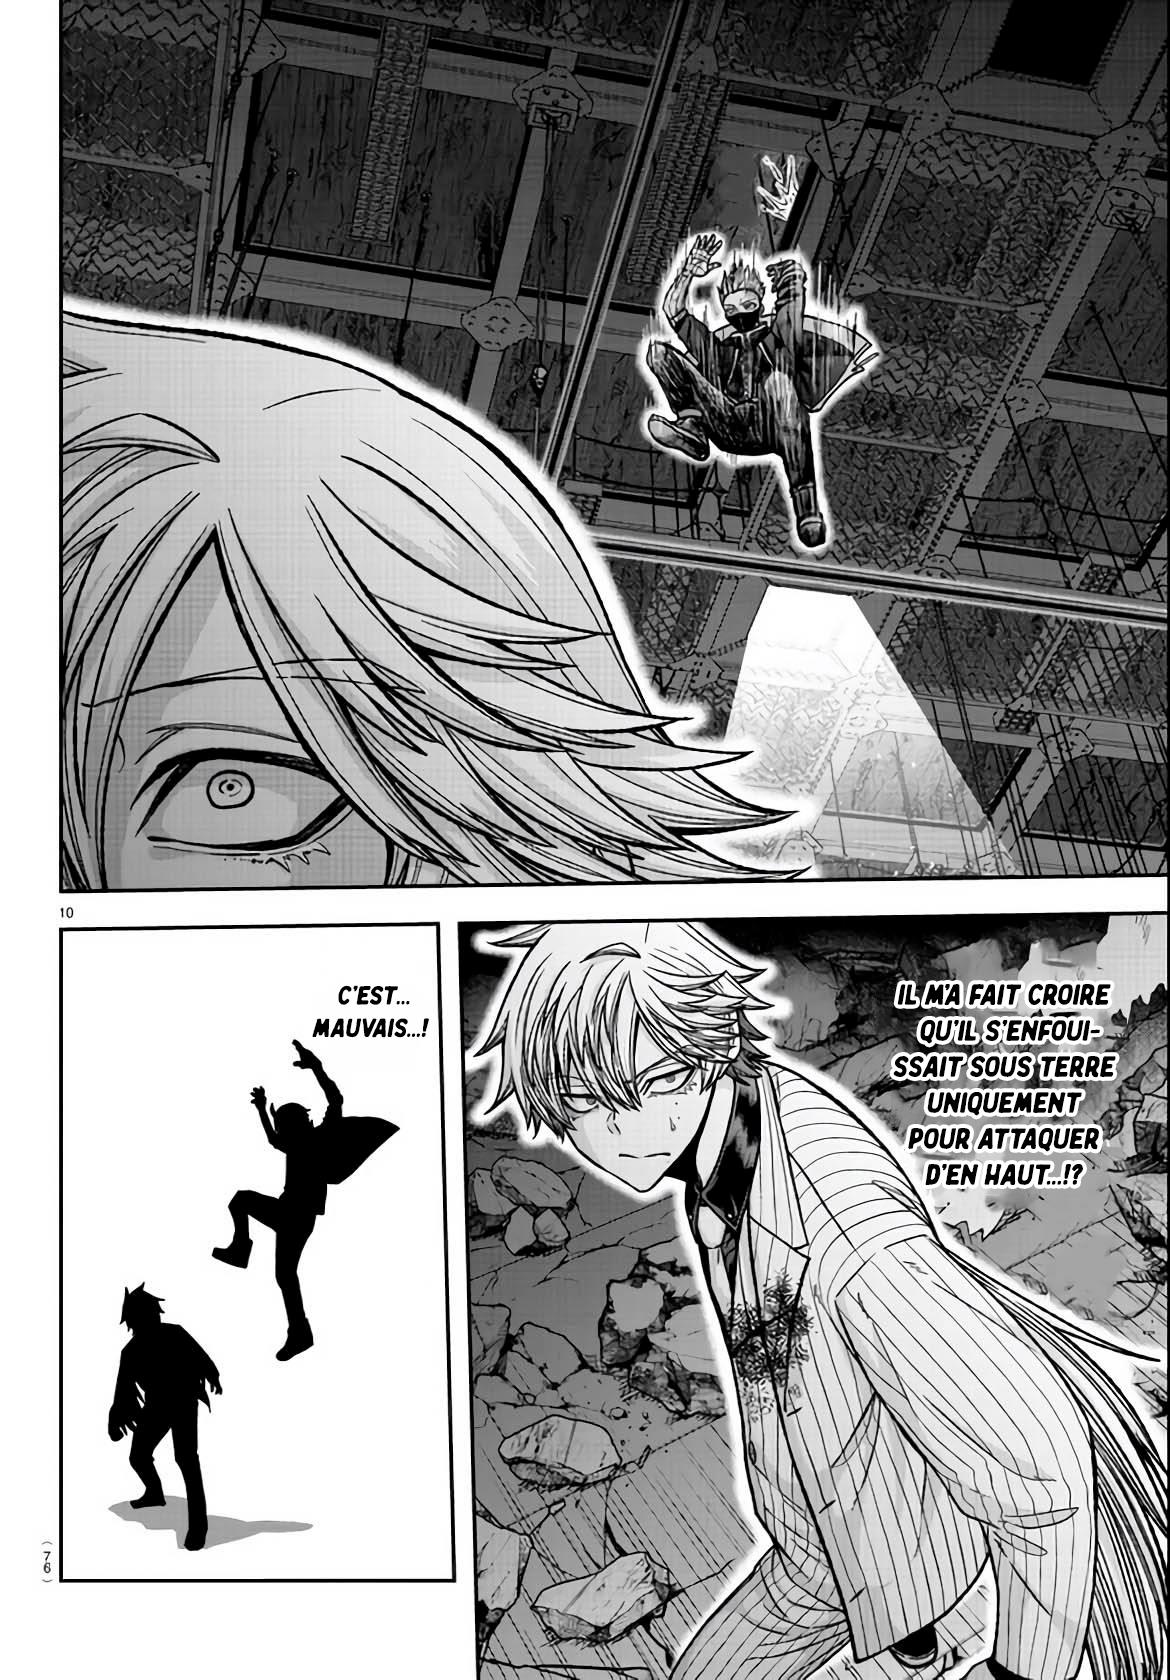 10
IL M'A FAIT CROIRE
QU'IL S'ENFOUI-
SSAIT SOUS TERRE
UNIQUEMENT
POUR ATTAQUER
D'EN HAUT...!?
C'EST...
MAUVAIS...!
(76)